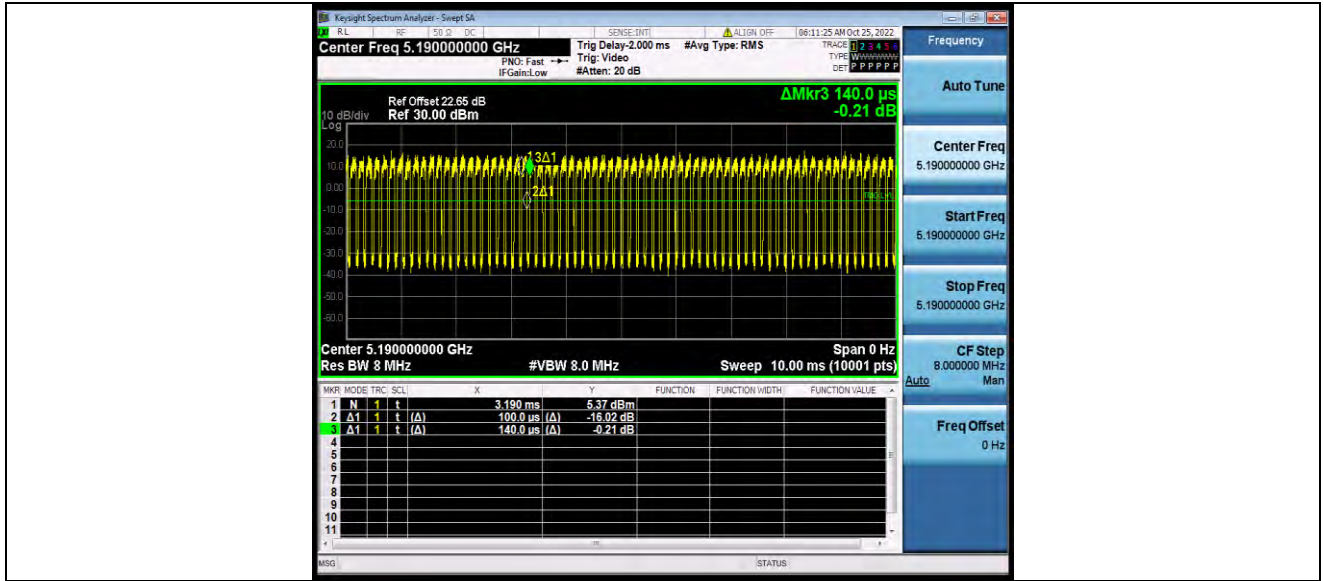 Keysight Spectrum Analyzer - Swept SA
RL RF 50 Ω DC SENSE:INT ALIGN OFF 06:11:25 AM Oct 25, 2022
Center Freq 5.190000000 GHz
PNO: Fast
IFGain:Low
Trig Delay-2.000 ms
Trig: Video
#Atten: 20 dB
#Avg Type: RMS
TRACE 1 2 3 4 5 6
TYPE WWWWWW
DET P P P P P P
ΔMkr3 140.0 µs
-0.21 dB
Ref Offset 22.65 dB
10 dB/div Ref 30.00 dBm
Log
20.0
10.0
0.00
-10.0
-20.0
-30.0
-40.0
-50.0
-60.0
1 3Δ1
2Δ1
Center 5.190000000 GHz Span 0 Hz
Res BW 8 MHz #VBW 8.0 MHz Sweep 10.00 ms (10001 pts)
MKR MODE TRC SCL X Y FUNCTION FUNCTION WIDTH FUNCTION VALUE
1 N 1 t 3.190 ms 5.37 dBm
2 Δ1 1 t (Δ) 100.0 µs (Δ) -16.02 dB
3 Δ1 1 t (Δ) 140.0 µs (Δ) -0.21 dB
4
5
6
7
8
9
10
11
MSG STATUS
Frequency
Auto Tune
Center Freq
5.190000000 GHz
Start Freq
5.190000000 GHz
Stop Freq
5.190000000 GHz
CF Step
8.000000 MHz
Auto Man
Freq Offset
0 Hz